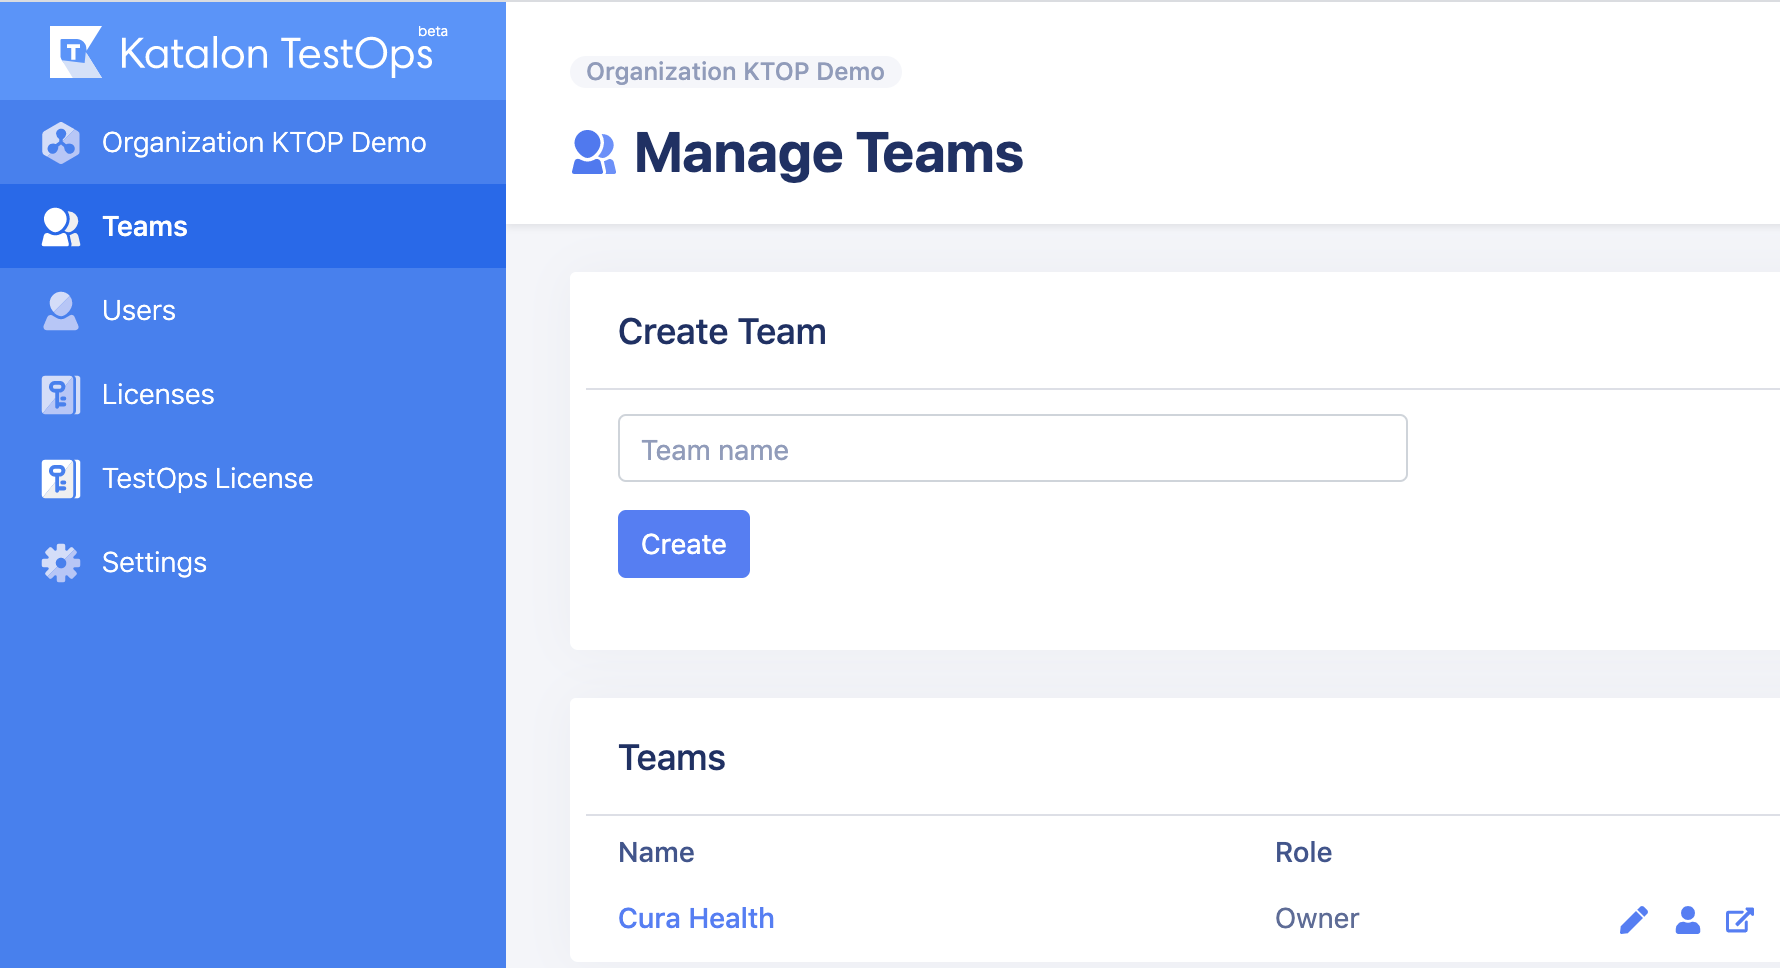 Katalon TestOps beta
Organization KTOP Demo
Teams
Users
Licenses
TestOps License
Settings
Organization KTOP Demo
Manage Teams
Create Team
Team name
Create
Teams
Name Role
Cura Health Owner